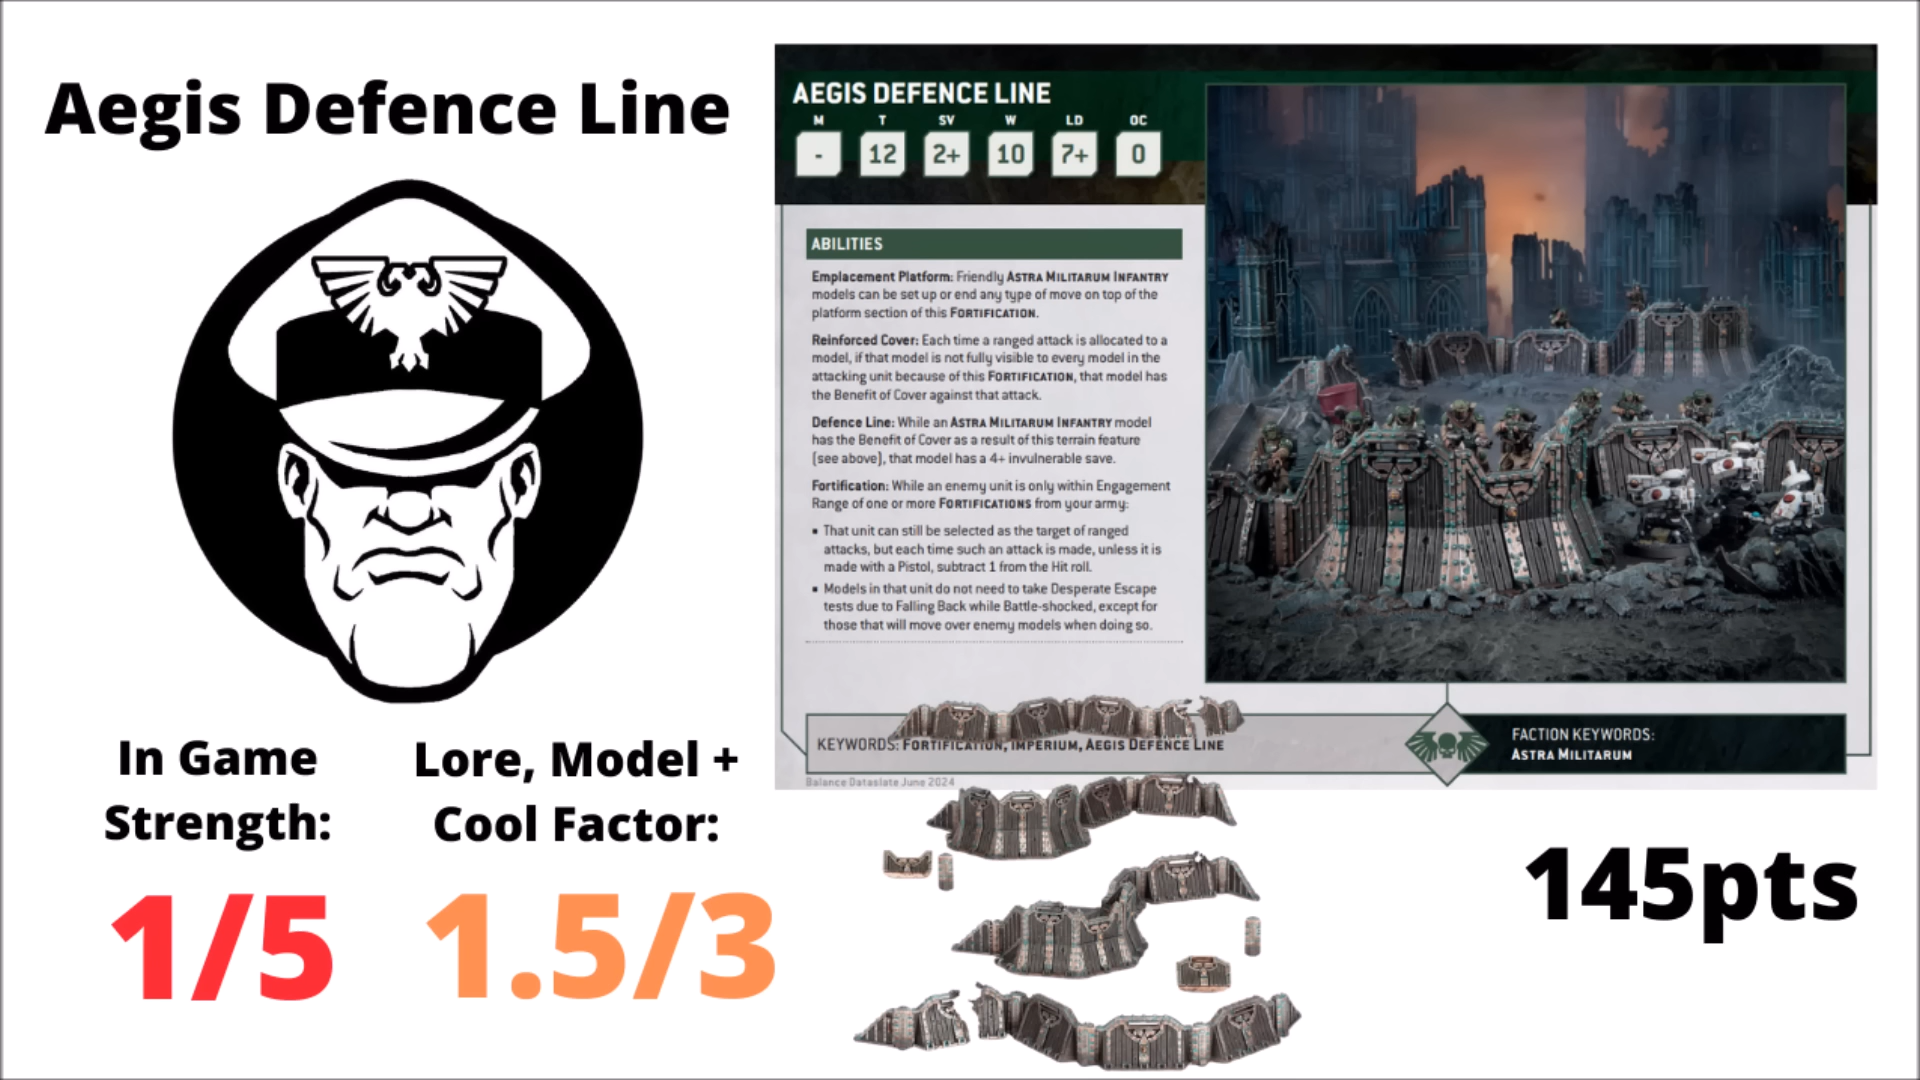 Aegis Defence Line
In Game
Strength:
1/5
Lore, Model +
Cool Factor:
1.5/3
AEGIS DEFENCE LINE
M T SV W LD OC
- 12 2+ 10 7+ 0
ABILITIES
Emplacement Platform: Friendly ASTRA MILITARUM INFANTRY
models can be set up or end any type of move on top of the
platform section of this FORTIFICATION.
Reinforced Cover: Each time a ranged attack is allocated to a
model, if that model is not fully visible to every model in the
attacking unit because of this FORTIFICATION, that model has
the Benefit of Cover against that attack.
Defence Line: While an ASTRA MILITARUM INFANTRY model
has the Benefit of Cover as a result of this terrain feature
(see above), that model has a 4+ invulnerable save.
Fortification: While an enemy unit is only within Engagement
Range of one or more FORTIFICATIONS from your army:
▪ That unit can still be selected as the target of ranged
attacks, but each time such an attack is made, unless it is
made with a Pistol, subtract 1 from the Hit roll.
▪ Models in that unit do not need to take Desperate Escape
tests due to Falling Back while Battle-shocked, except for
those that will move over enemy models when doing so.
KEYWORDS: FORTIFICATION, IMPERIUM, AEGIS DEFENCE LINE
FACTION KEYWORDS:
ASTRA MILITARUM
Balance Dataslate June 2024
145pts